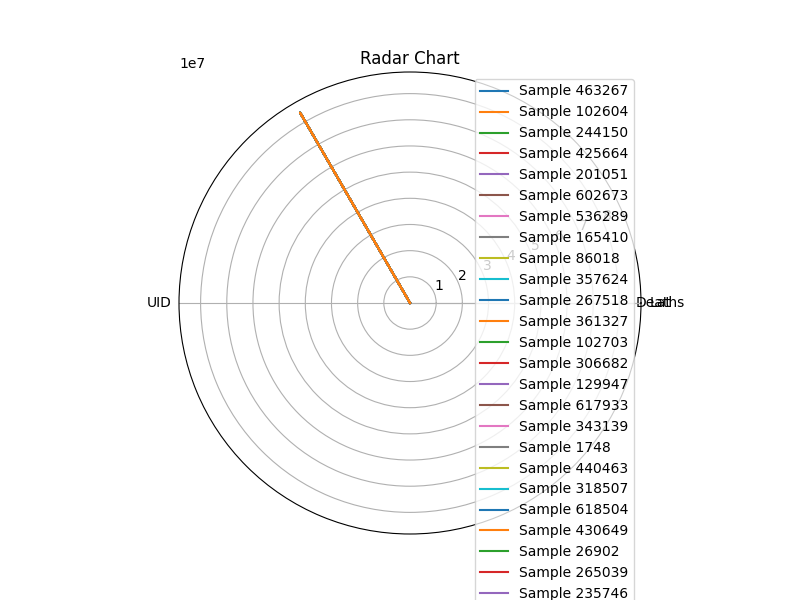 Radar Chart
1e7
1
2
3
4
5
UID
Sample 463267
Sample 102604
Sample 244150
Sample 425664
Sample 201051
Sample 602673
Sample 536289
Sample 165410
Sample 86018
Sample 357624
Sample 267518
Sample 361327
Sample 102703
Sample 306682
Sample 129947
Sample 617933
Sample 343139
Sample 1748
Sample 440463
Sample 318507
Sample 618504
Sample 430649
Sample 26902
Sample 265039
Sample 235746